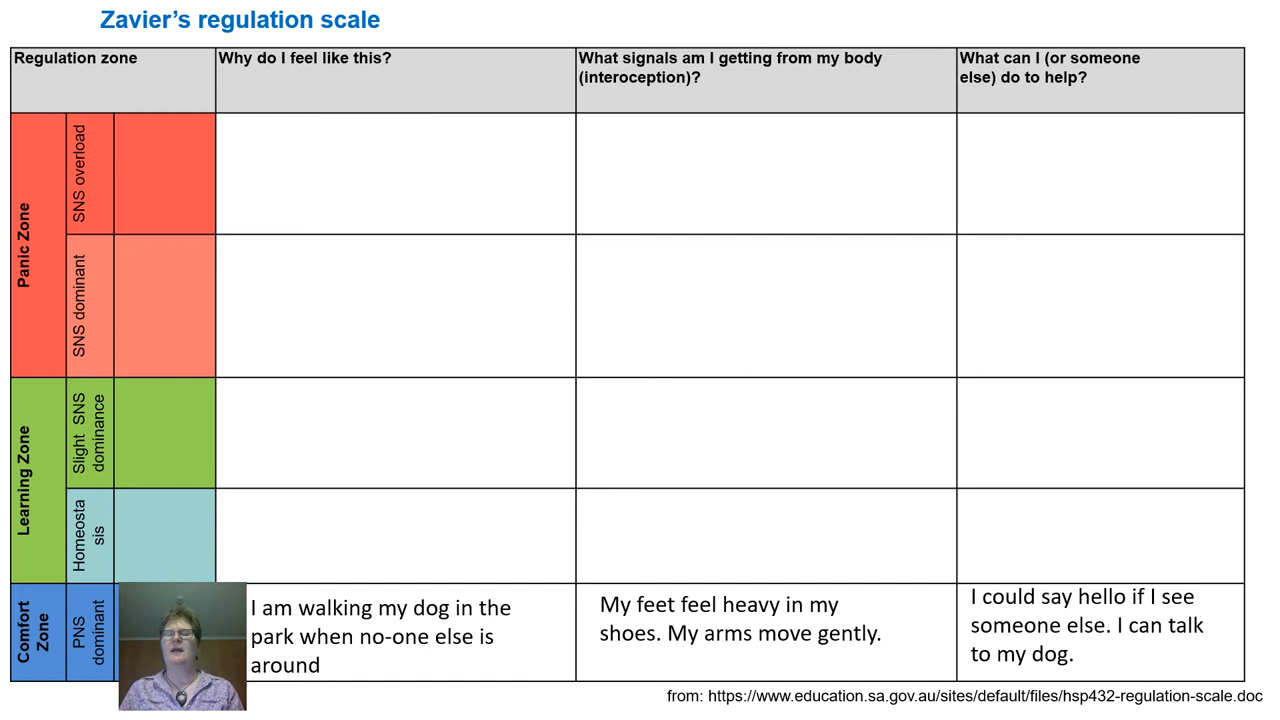 Zavier's regulation scale
Regulation zone
Why do I feel like this?
What signals am I getting from my body
(interoception)?
What can I (or someone
else) do to help?
Panic Zone
SNS overload
SNS dominant
Learning Zone
Slight SNS
dominance
Homeosta
sis
Comfort
Zone
PNS
dominant
I am walking my dog in the
park when no-one else is
around
My feet feel heavy in my
shoes. My arms move gently.
I could say hello if I see
someone else. I can talk
to my dog.
from: https://www.education.sa.gov.au/sites/default/files/hsp432-regulation-scale.doc